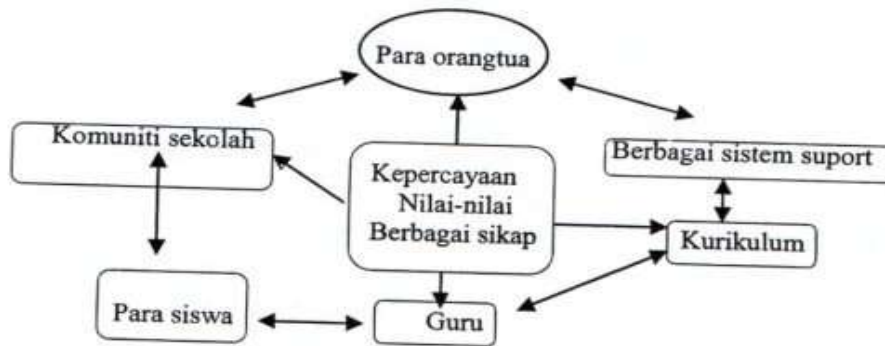 Para orangtua
Komuniti sekolah
Berbagai sistem suport
Kepercayaan
Nilai-nilai
Berbagai sikap
Kurikulum
Para siswa
Guru